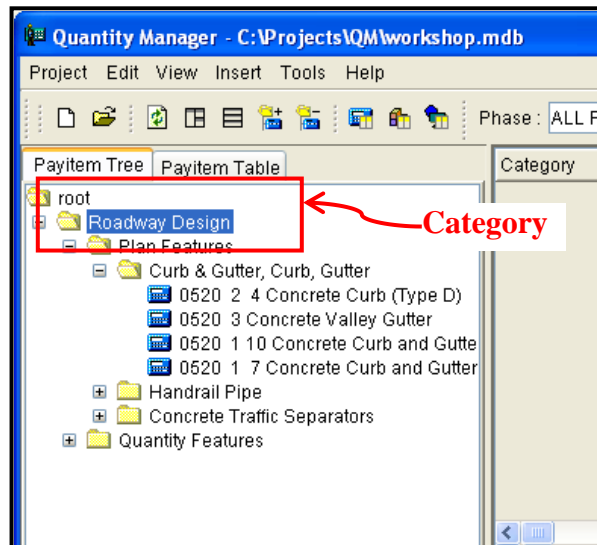 Quantity Manager - C:\Projects\QM\workshop.mdb
Project Edit View Insert Tools Help
Phase : ALL F
Payitem Tree Payitem Table Category
root
Roadway Design Category
Plan Features
Curb & Gutter, Curb, Gutter
0520 2 4 Concrete Curb (Type D)
0520 3 Concrete Valley Gutter
0520 1 10 Concrete Curb and Gutte
0520 1 7 Concrete Curb and Gutter
Handrail Pipe
Concrete Traffic Separators
Quantity Features